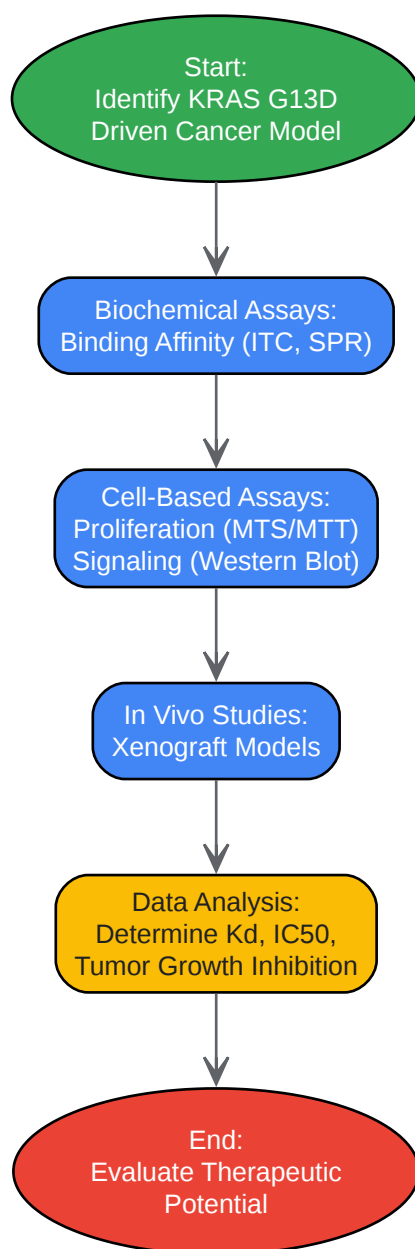 Start:
Identify KRAS G13D
Driven Cancer Model
Biochemical Assays:
Binding Affinity (ITC, SPR)
Cell-Based Assays:
Proliferation (MTS/MTT)
Signaling (Western Blot)
In Vivo Studies:
Xenograft Models
Data Analysis:
Determine Kd, IC50,
Tumor Growth Inhibition
End:
Evaluate Therapeutic
Potential